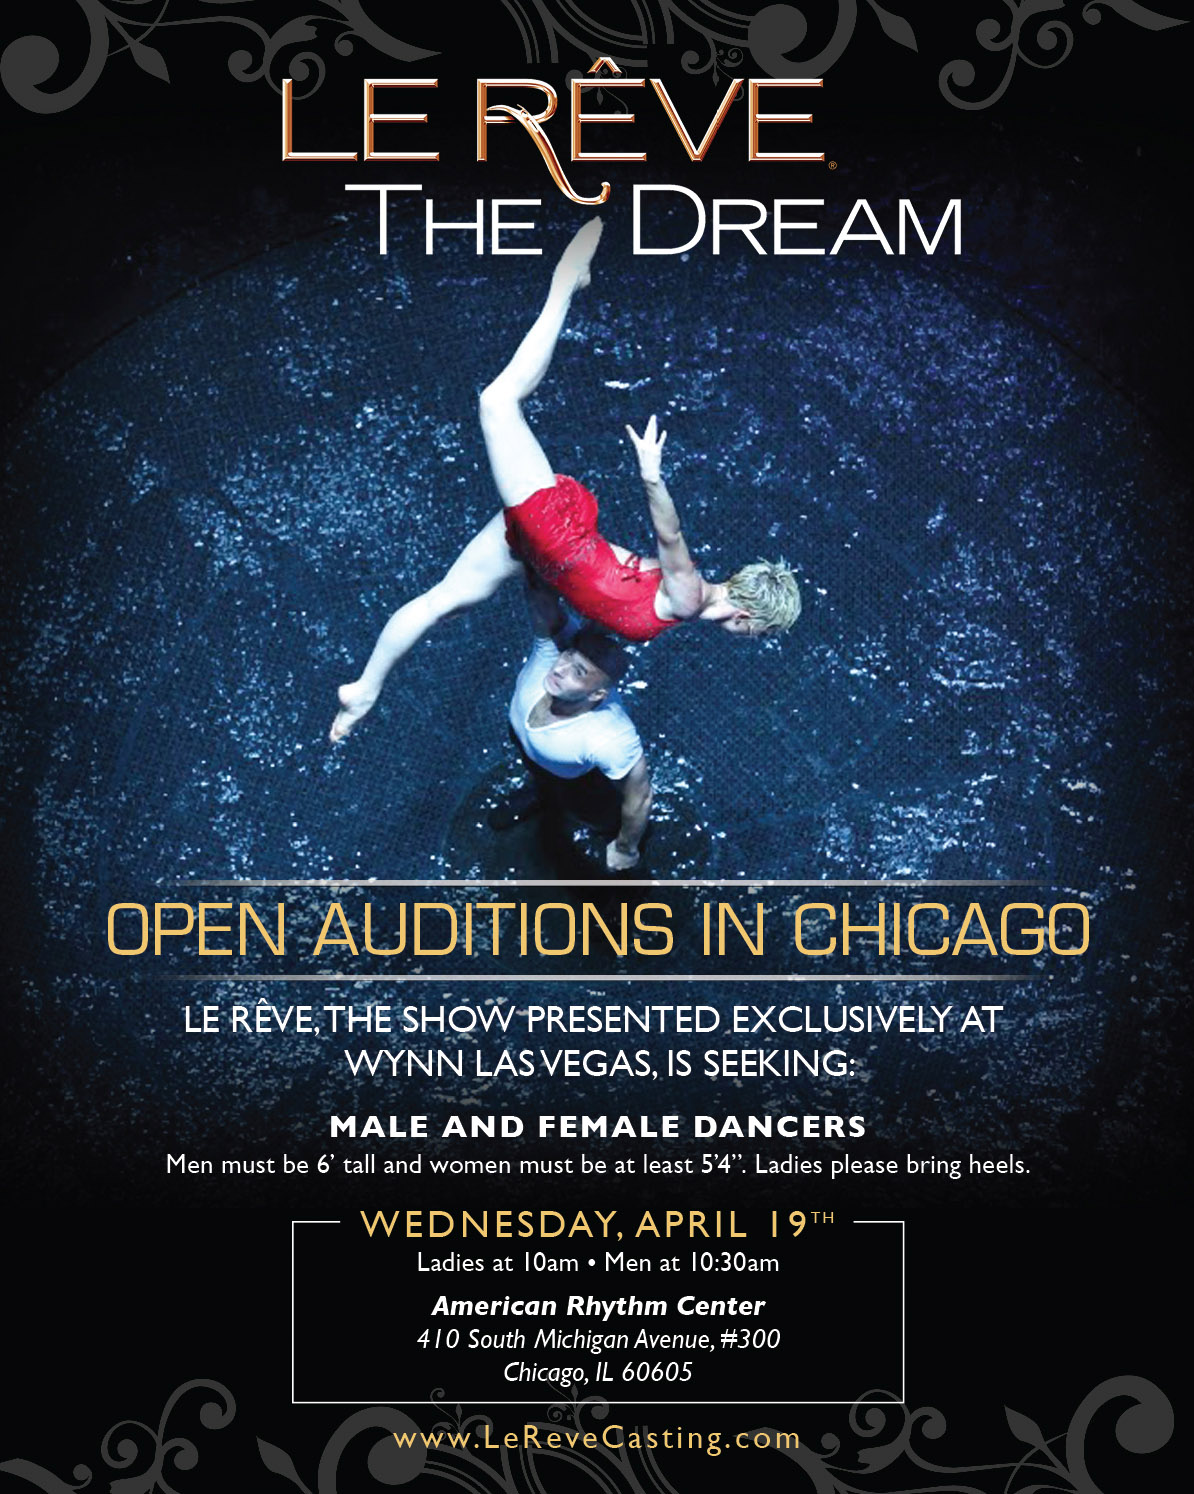 LE RÊVE®
THE DREAM
OPEN AUDITIONS IN CHICAGO
LE RÊVE, THE SHOW PRESENTED EXCLUSIVELY AT
WYNN LAS VEGAS, IS SEEKING:
MALE AND FEMALE DANCERS
Men must be 6’ tall and women must be at least 5’4”. Ladies please bring heels.
WEDNESDAY, APRIL 19TH
Ladies at 10am • Men at 10:30am
American Rhythm Center
410 South Michigan Avenue, #300
Chicago, IL 60605
www.LeReveCasting.com